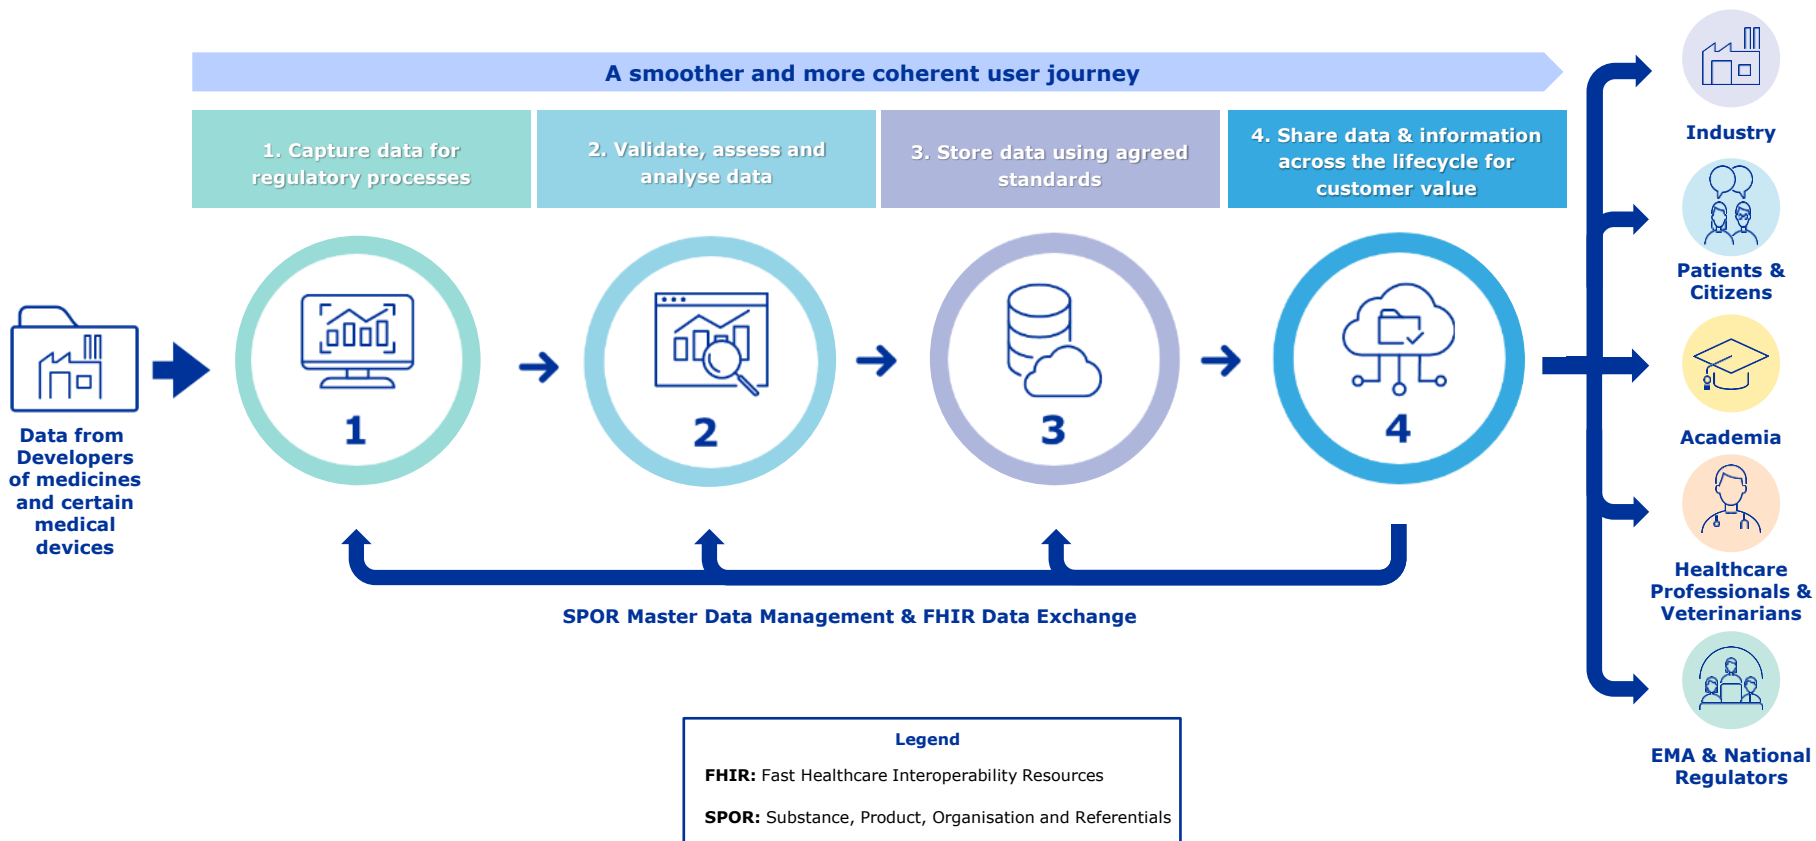 A smoother and more coherent user journey
1. Capture data for
regulatory processes
2. Validate, assess and
analyse data
3. Store data using agreed
standards
4. Share data & information
across the lifecycle for
customer value
Data from
Developers
of medicines
and certain
medical
devices
1
2
3
4
SPOR Master Data Management & FHIR Data Exchange
Industry
Patients &
Citizens
Academia
Healthcare
Professionals &
Veterinarians
EMA & National
Regulators
Legend
FHIR: Fast Healthcare Interoperability Resources
SPOR: Substance, Product, Organisation and Referentials